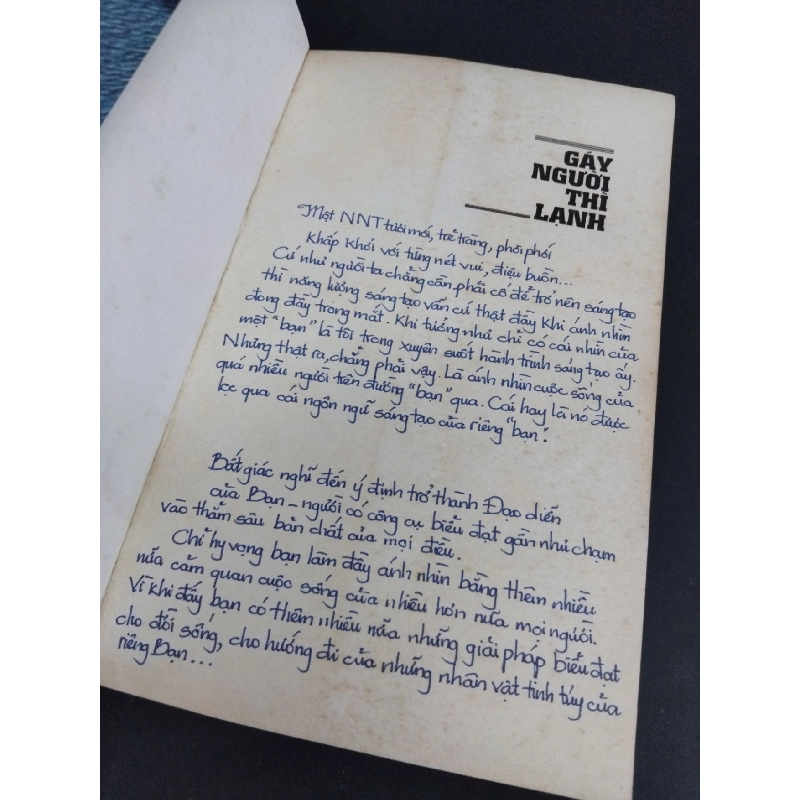 GÁY
NGƯỜI
THÌ
LẠNH
Một NNT tươi mới, trẻ tràng, phơi phới
Khấp khởi với từng nét vui, điệu buồn...
Cứ như người ta chẳng cần phải cố để trở nên sáng tạo
thì năng lượng sáng tạo vẫn cứ thật đầy khi ánh nhìn
đong đầy trong mắt. Khi tưởng như chỉ có cái nhìn của
một "bạn" là tôi trong xuyên suốt hành trình sáng tạo ấy.
Nhưng thật ra, chẳng phải vậy. Là ánh nhìn cuộc sống của
quá nhiều người trên đường "bạn" qua. Cái hay là nó được
lọc qua cái ngôn ngữ sáng tạo của riêng "bạn".
Bất giác nghĩ đến ý định trở thành Đạo diễn
của Bạn - người có công cụ biểu đạt gần như chạm
vào thẳm sâu bản chất của mọi điều.
Chỉ hy vọng bạn làm đầy ánh nhìn bằng thêm nhiều
nữa cảm quan cuộc sống của nhiều hơn nữa mọi người.
Vì khi đấy bạn có thêm nhiều nữa những giải pháp biểu đạt
cho đời sống, cho hướng đi của những nhân vật tinh túy của
riêng Bạn...